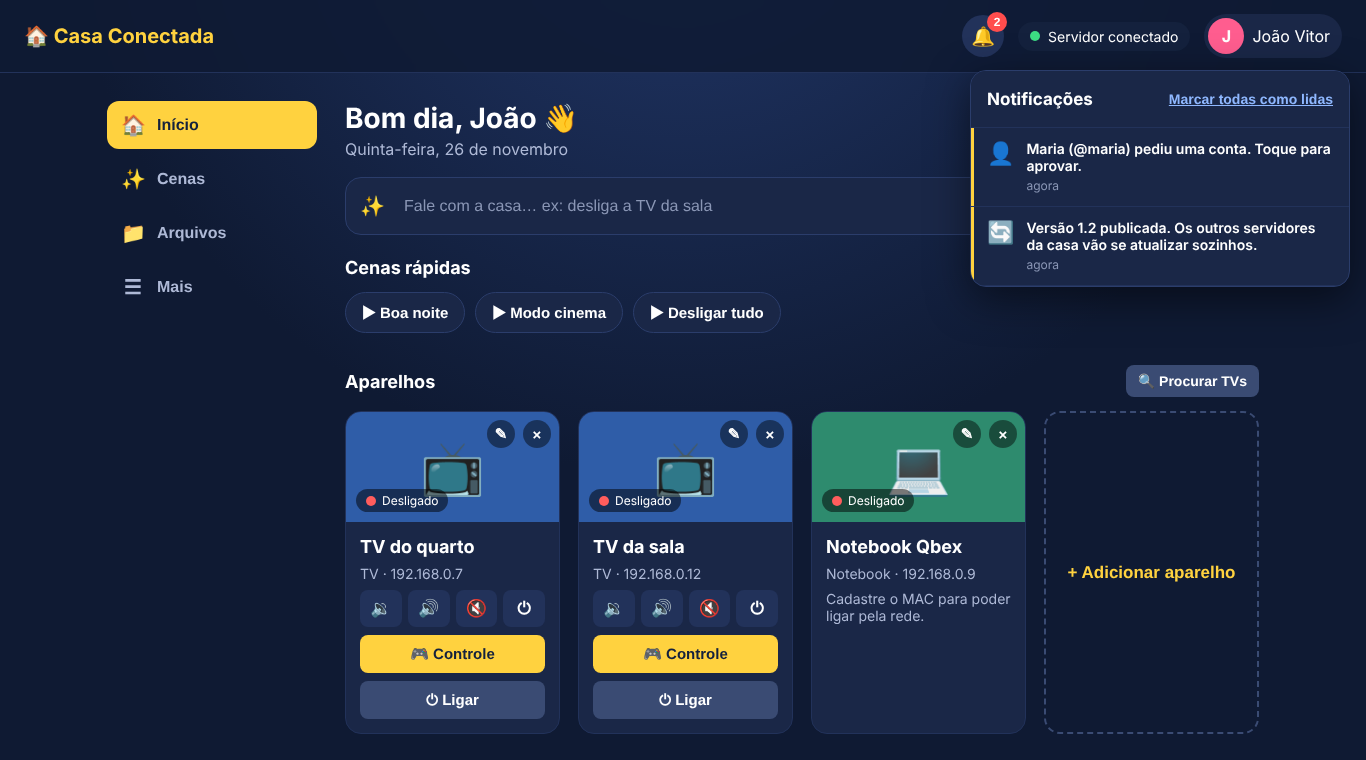 🏠 Casa Conectada
2
Servidor conectado
J
João Vitor
Início
Cenas
Arquivos
Mais
Bom dia, João 👋
Quinta-feira, 26 de novembro
Fale com a casa… ex: desliga a TV da sala
Notificações
Marcar todas como lidas
Maria (@maria) pediu uma conta. Toque para
aprovar.
agora
Versão 1.2 publicada. Os outros servidores
da casa vão se atualizar sozinhos.
agora
Cenas rápidas
▶ Boa noite
▶ Modo cinema
▶ Desligar tudo
Aparelhos
🔍 Procurar TVs
Desligado
TV do quarto
TV · 192.168.0.7
🎮 Controle
⏻ Ligar
Desligado
TV da sala
TV · 192.168.0.12
🎮 Controle
⏻ Ligar
Desligado
Notebook Qbex
Notebook · 192.168.0.9
Cadastre o MAC para poder
ligar pela rede.
+ Adicionar aparelho